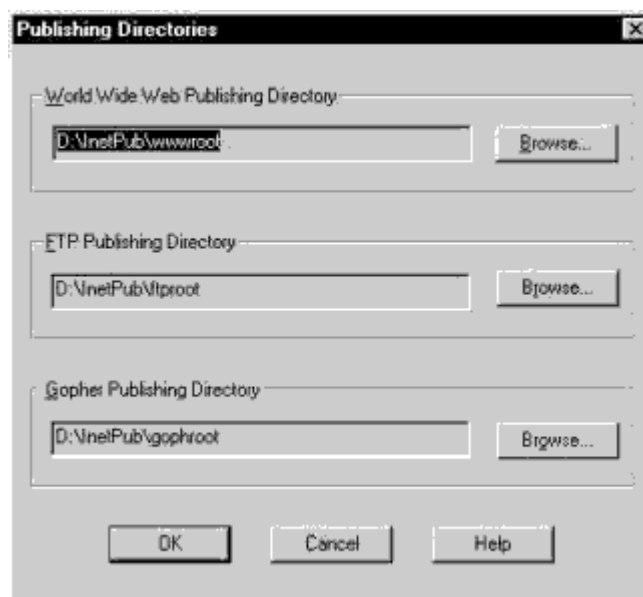 Publishing Directories
World Wide Web Publishing Directory
D:\InetPub\wwwroot
Browse...
FTP Publishing Directory
D:\InetPub\ftproot
Browse...
Gopher Publishing Directory
D:\InetPub\gophroot
Browse...
OK Cancel Help